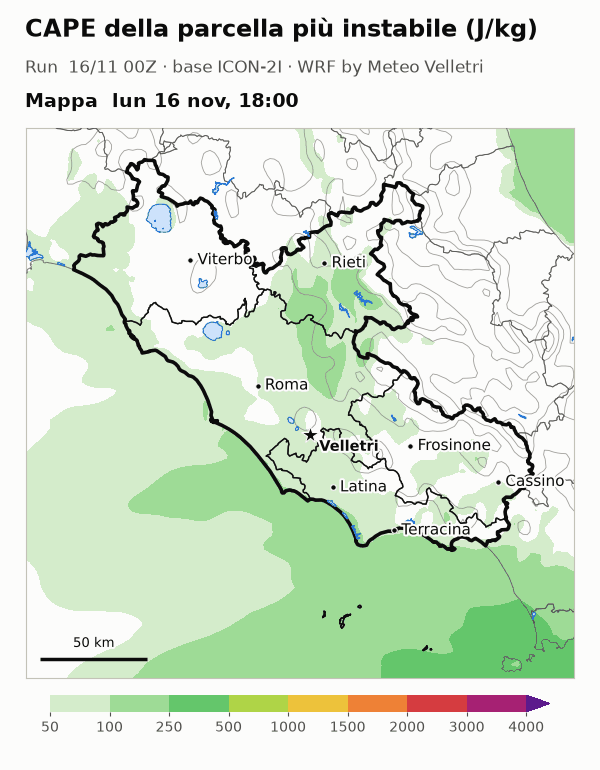 CAPE della parcella più instabile (J/kg)
Run 16/11 00Z · base ICON-2I · WRF by Meteo Velletri
Mappa lun 16 nov, 18:00
Viterbo
Rieti
Roma
Velletri
Frosinone
Latina
Cassino
Terracina
50 km
50 100 250 500 1000 1500 2000 3000 4000